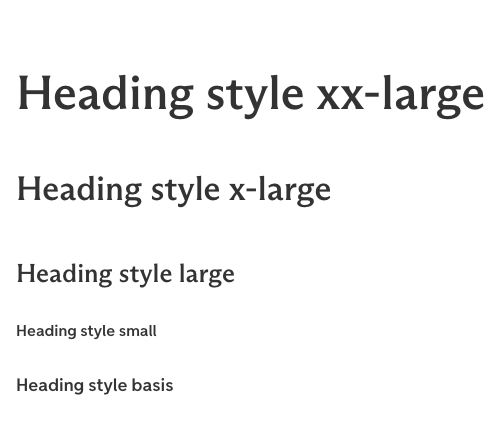 Heading style xx-large
Heading style x-large
Heading style large
Heading style small
Heading style basis